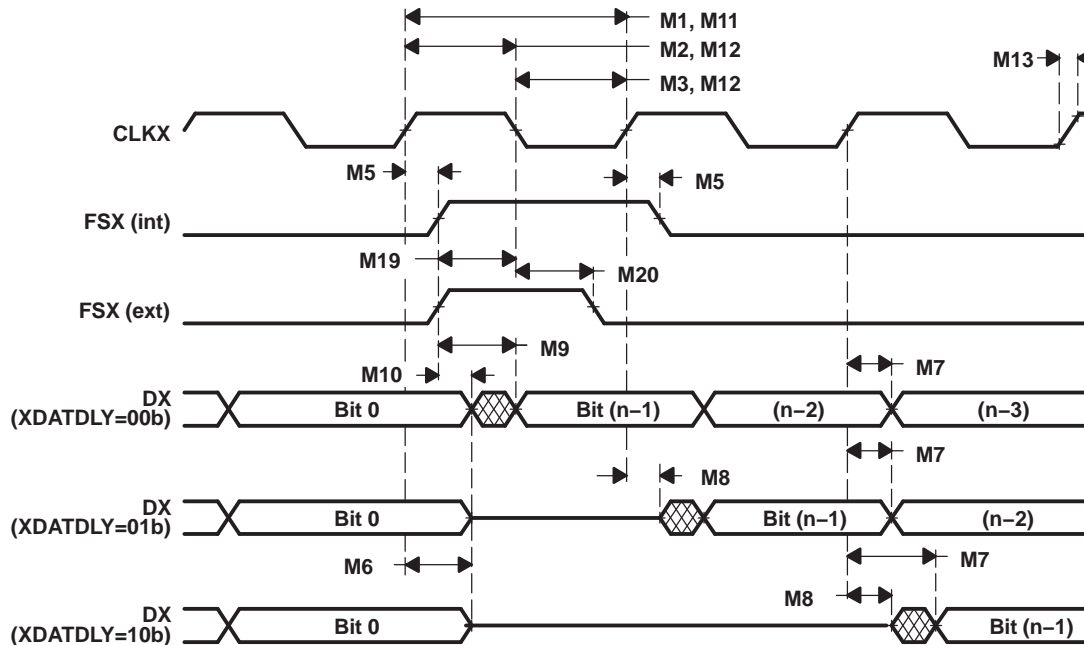 M1, M11
M2, M12
M13
M3, M12
CLKX
M5
M5
FSX (int)
M19
M20
FSX (ext)
M9
M10
M7
DX
(XDATDLY=00b)
Bit 0
Bit (n–1)
(n–2)
(n–3)
M7
M8
DX
(XDATDLY=01b)
Bit 0
Bit (n–1)
(n–2)
M6
M7
M8
DX
(XDATDLY=10b)
Bit 0
Bit (n–1)